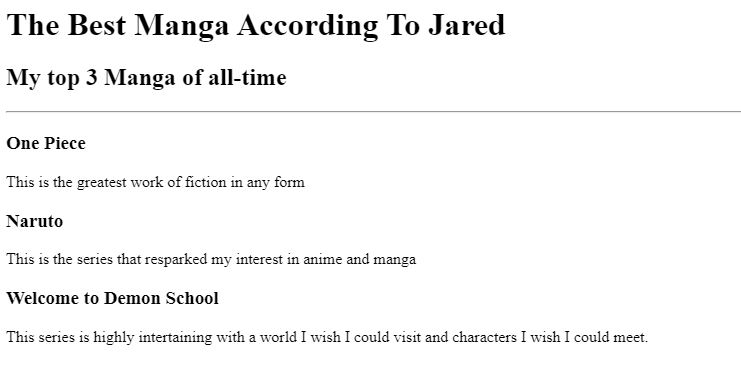 The Best Manga According To Jared
My top 3 Manga of all-time
One Piece
This is the greatest work of fiction in any form
Naruto
This is the series that resparked my interest in anime and manga
Welcome to Demon School
This series is highly intertaining with a world I wish I could visit and characters I wish I could meet.